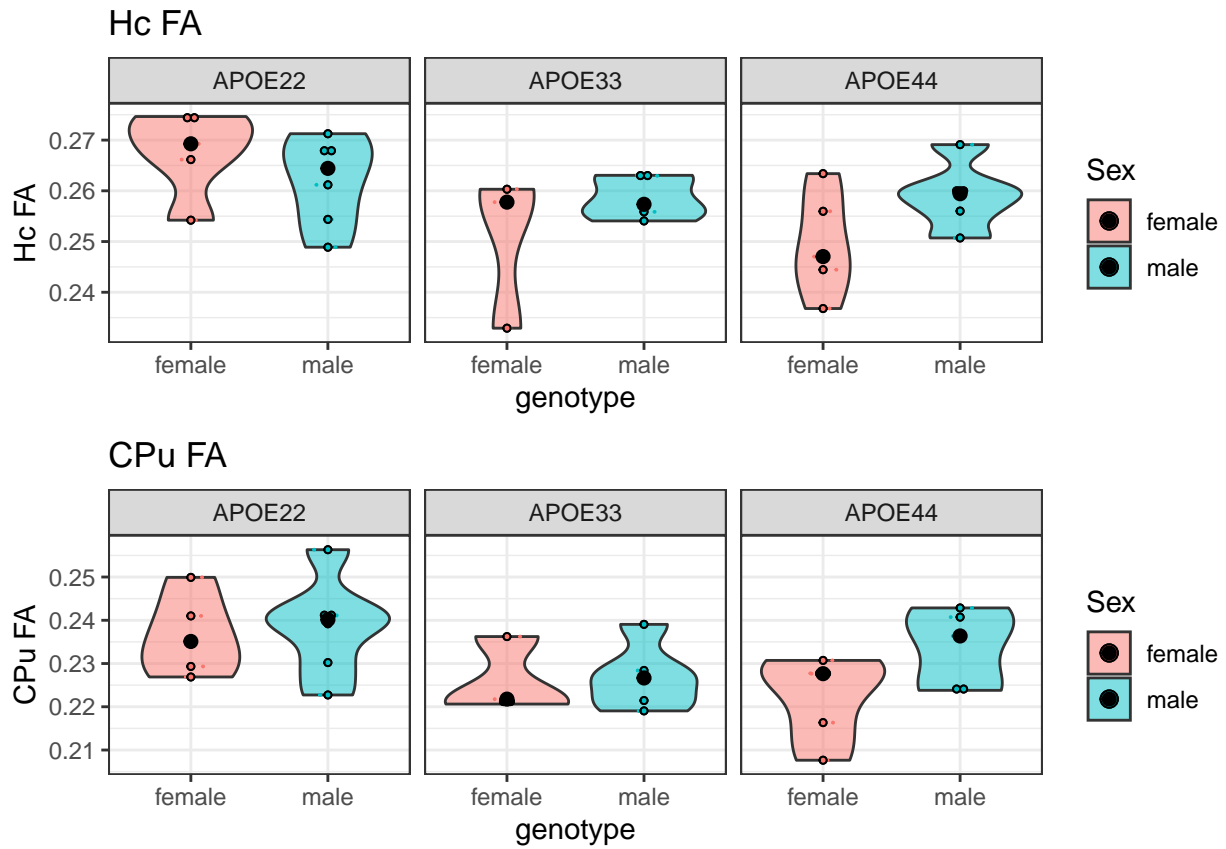 Hc FA
APOE22 APOE33 APOE44
Hc FA
0.27
0.26
0.25
0.24
female male female male female male
genotype
Sex
female
male
CPu FA
APOE22 APOE33 APOE44
CPu FA
0.25
0.24
0.23
0.22
0.21
female male female male female male
genotype
Sex
female
male